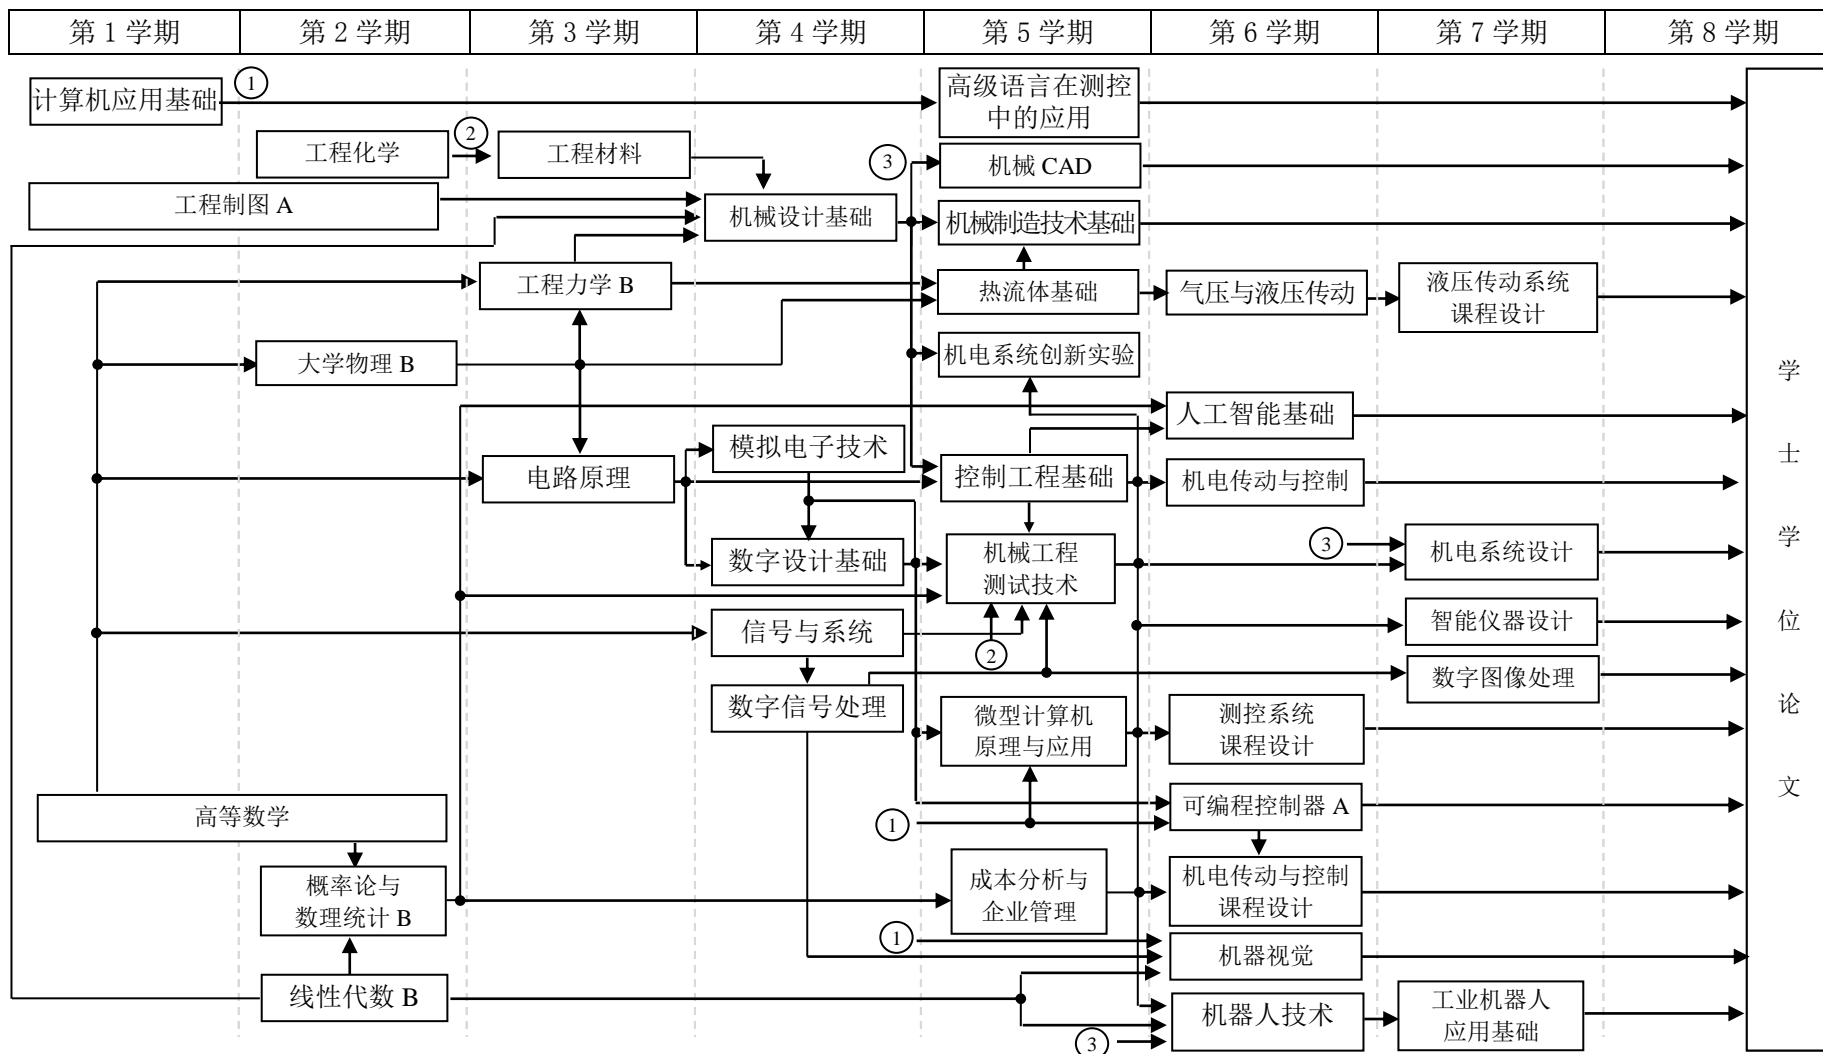 第 1 学期
第 2 学期
第 3 学期
第 4 学期
第 5 学期
第 6 学期
第 7 学期
第 8 学期
计算机应用基础
①
高级语言在测控
中的应用
工程化学
②
工程材料
③
机械 CAD
工程制图 A
机械设计基础
机械制造技术基础
工程力学 B
热流体基础
气压与液压传动
液压传动系统
课程设计
大学物理 B
机电系统创新实验
人工智能基础
模拟电子技术
电路原理
控制工程基础
机电传动与控制
数字设计基础
机械工程
测试技术
③
机电系统设计
信号与系统
②
智能仪器设计
数字信号处理
数字图像处理
微型计算机
原理与应用
测控系统
课程设计
高等数学
①
可编程控制器 A
概率论与
数理统计 B
成本分析与
企业管理
机电传动与控制
课程设计
①
机器视觉
线性代数 B
机器人技术
工业机器人
应用基础
③
学
士
学
位
论
文